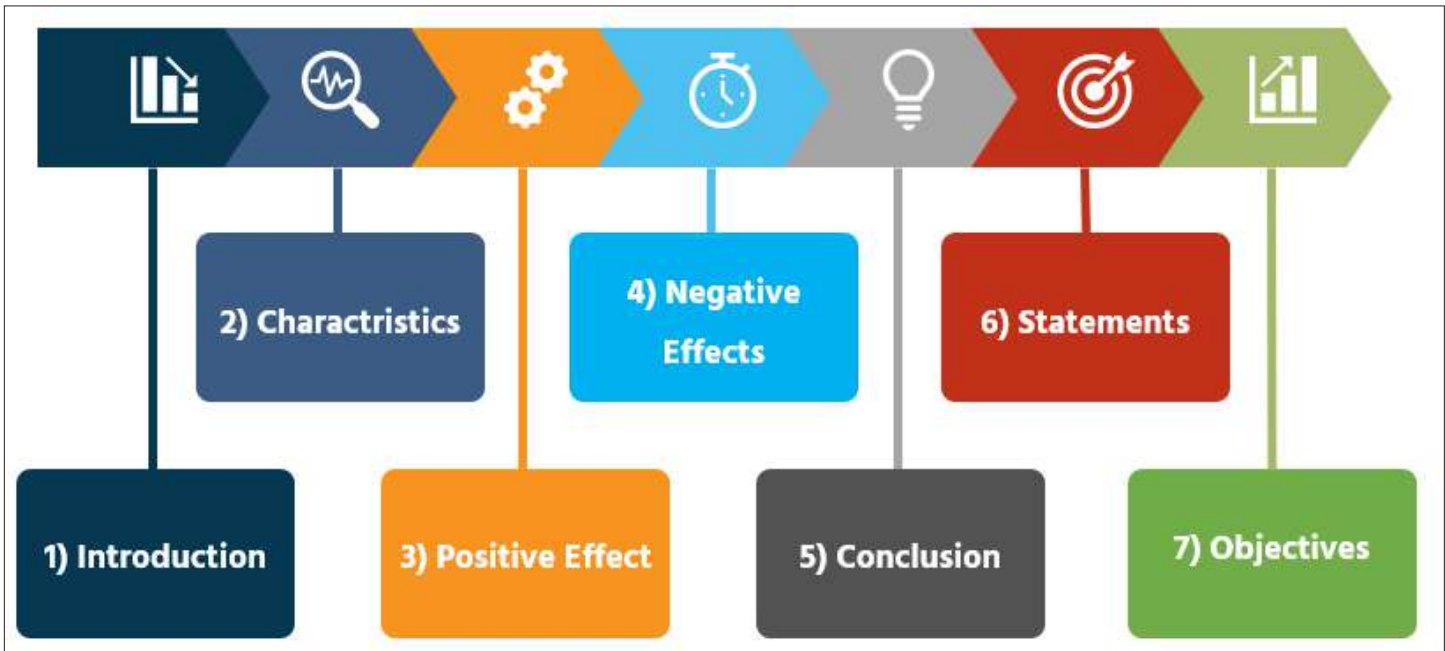 1) Introduction
2) Charactristics
3) Positive Effect
4) Negative
Effects
5) Conclusion
6) Statements
7) Objectives